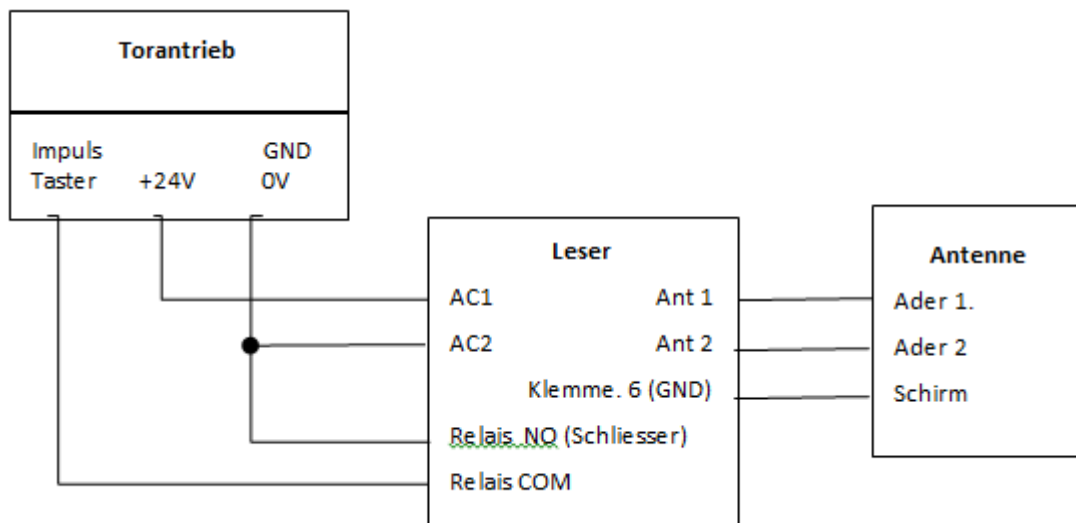 Torantrieb
Impuls GND
Taster +24V 0V
Leser
AC1 Ant 1
AC2 Ant 2
Klemme. 6 (GND)
Relais NO (Schliesser)
Relais COM
Antenne
Ader 1.
Ader 2
Schirm